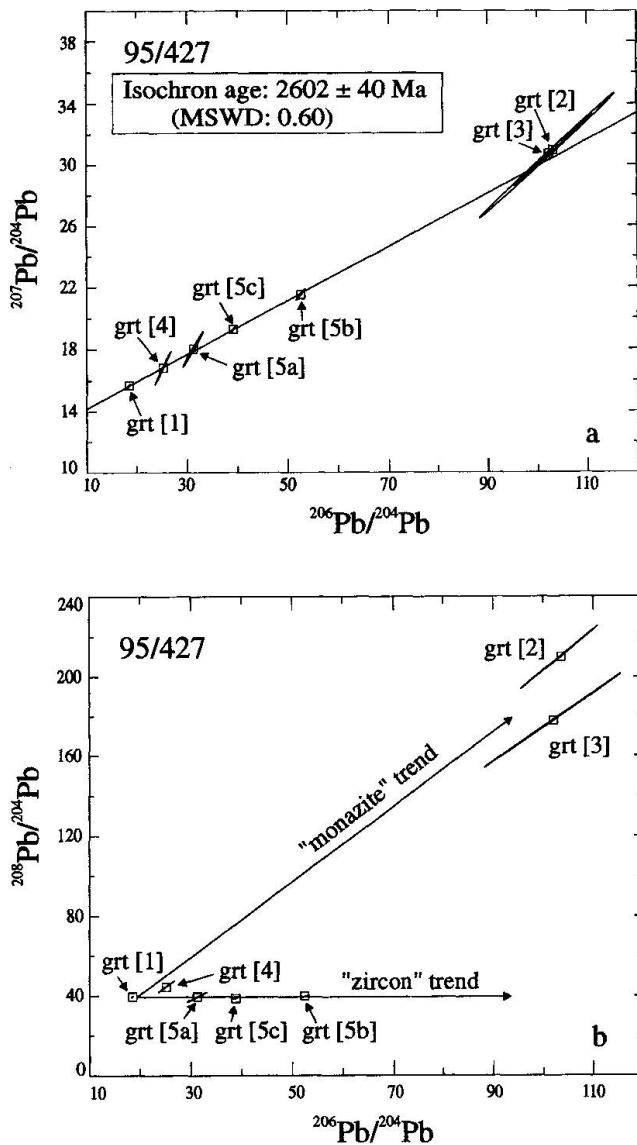 95/427
Isochron age: 2602 ± 40 Ma
(MSWD: 0.60)
40
36
32
28
26
22
18
14
10
grt [2]
grt [3]
grt [5c]
grt [4]
grt [5b]
grt [5a]
grt [1]
a
10 30 50 70 90 110
²⁰⁷Pb/²⁰⁴Pb
²⁰⁶Pb/²⁰⁴Pb
95/427
240
200
160
120
80
40
0
grt [2]
grt [3]
"monazite" trend
grt [1]
grt [4]
"zircon" trend
grt [5a]
grt [5c]
grt [5b]
b
10 30 50 70 90 110
²⁰⁸Pb/²⁰⁴Pb
²⁰⁶Pb/²⁰⁴Pb